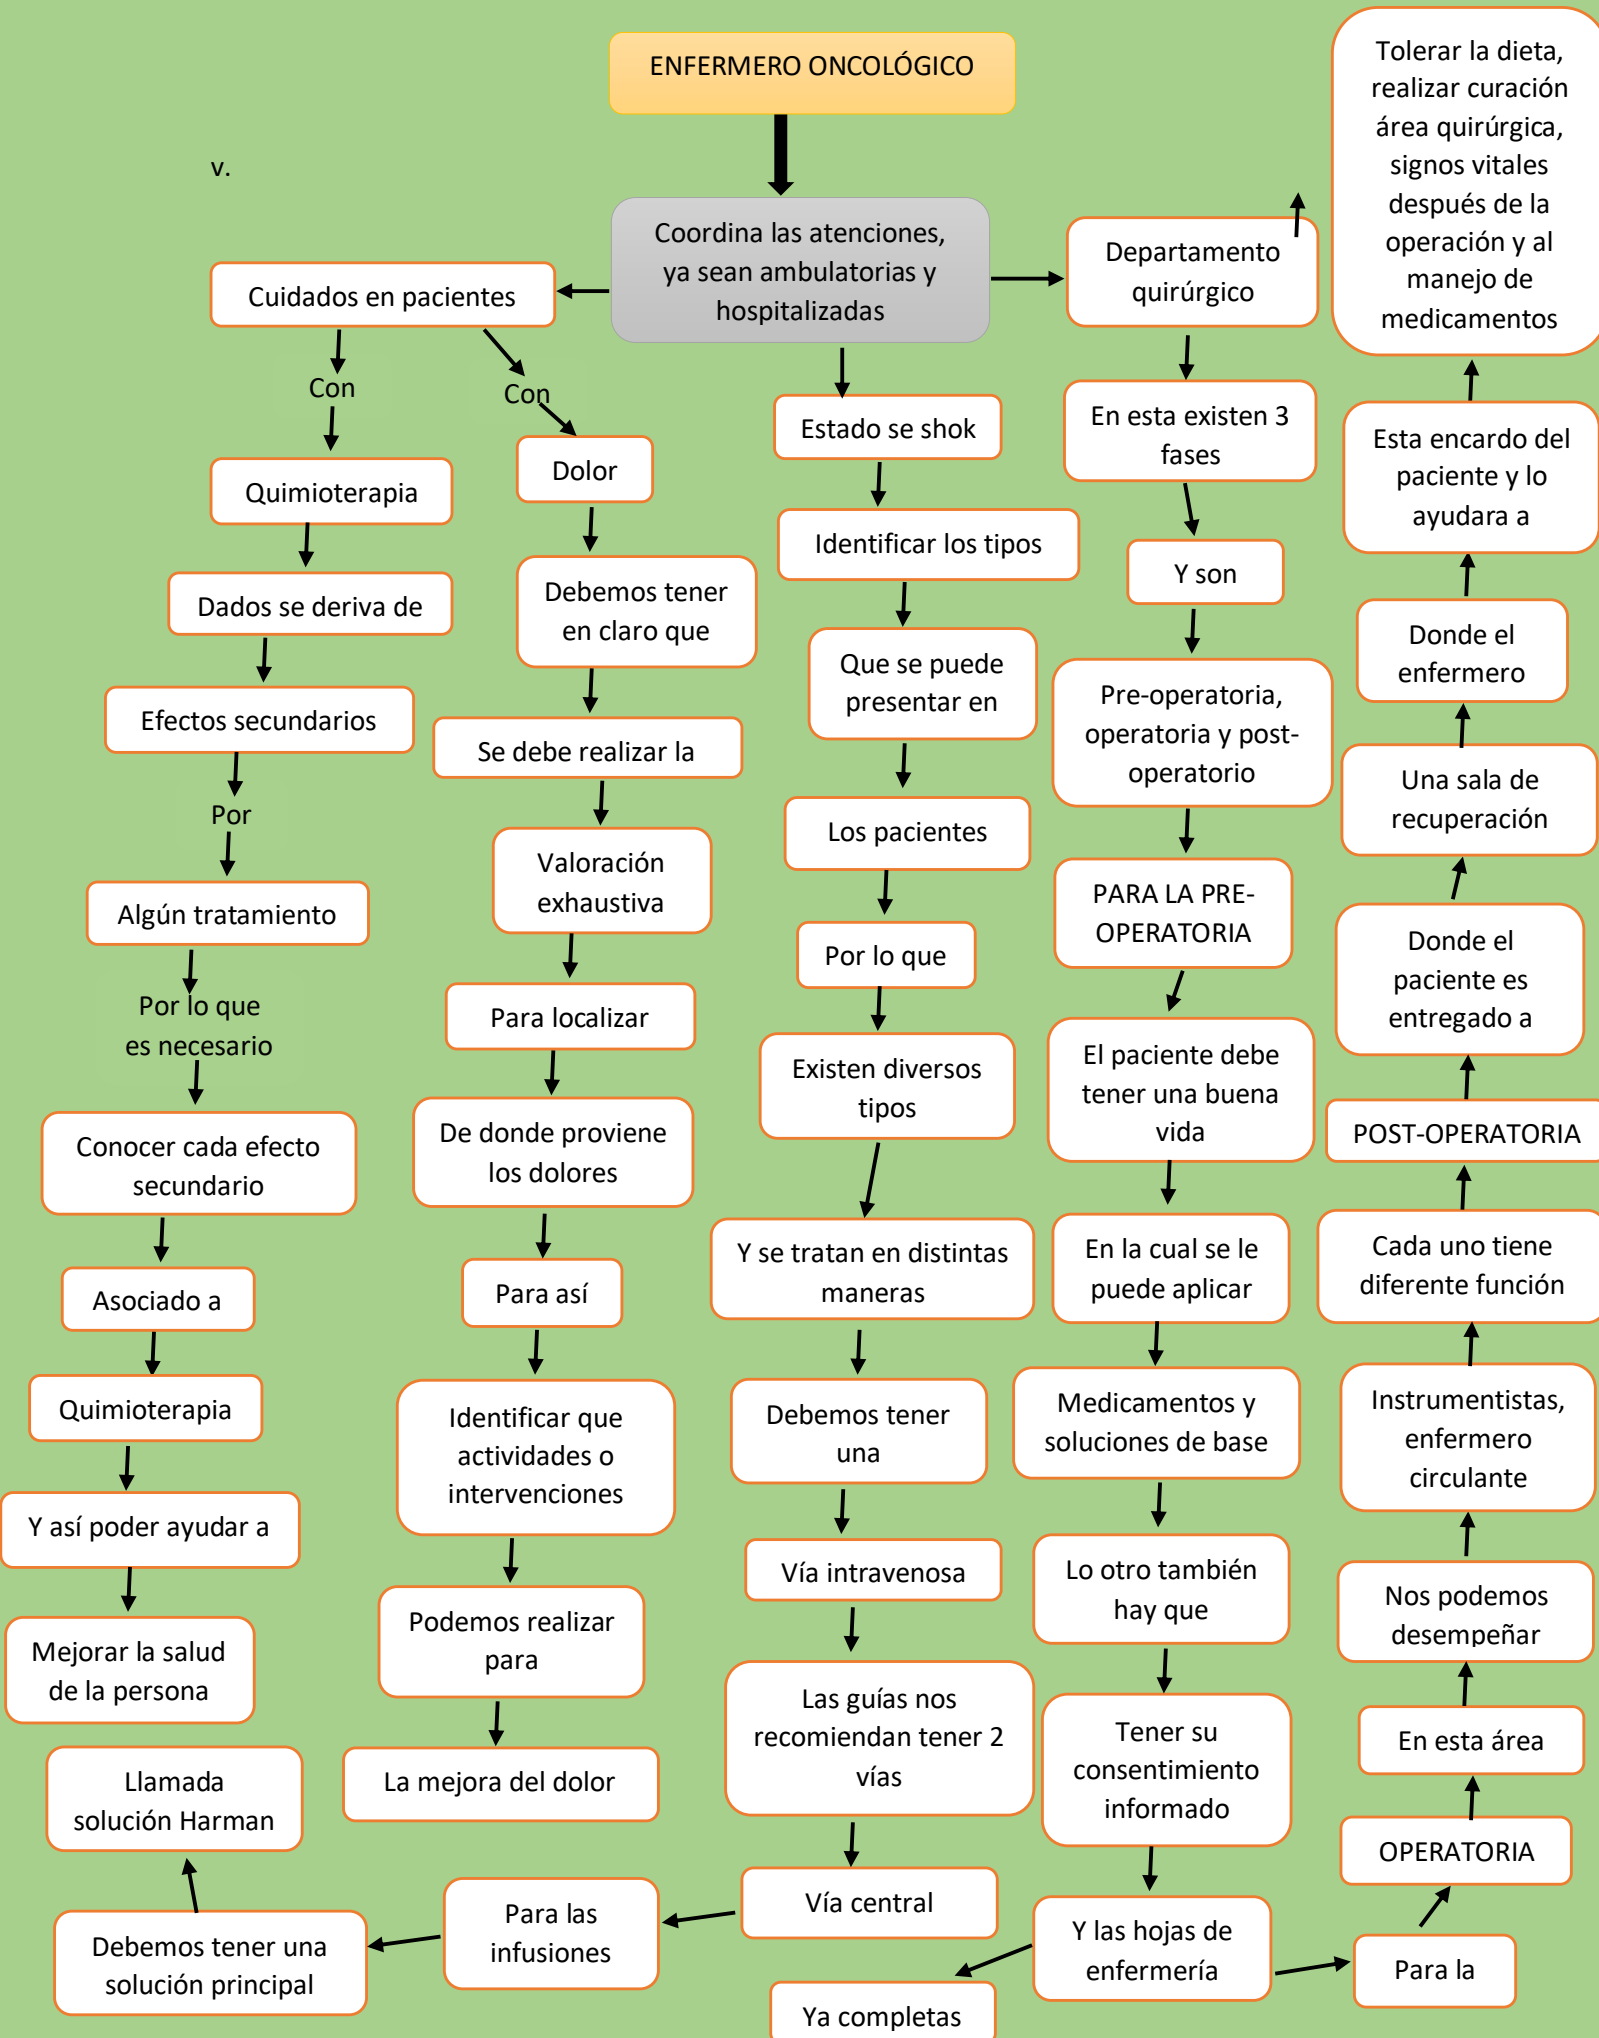 ENFERMERO ONCOLÓGICO
v.
Coordina las atenciones,
ya sean ambulatorias y
hospitalizadas
Cuidados en pacientes
Con
Quimioterapia
Dados se deriva de
Efectos secundarios
Por
Algún tratamiento
Por lo que
es necesario
Conocer cada efecto
secundario
Asociado a
Quimioterapia
Y así poder ayudar a
Mejorar la salud
de la persona
Con
Dolor
Debemos tener
en claro que
Se debe realizar la
Valoración
exhaustiva
Para localizar
De donde proviene
los dolores
Para así
Identificar que
actividades o
intervenciones
Podemos realizar
para
La mejora del dolor
Estado se shok
Identificar los tipos
Que se puede
presentar en
Los pacientes
Por lo que
Existen diversos
tipos
Y se tratan en distintas
maneras
Debemos tener
una
Vía intravenosa
Las guías nos
recomiendan tener 2
vías
Vía central
Para las
infusiones
Debemos tener una
solución principal
Llamada
solución Harman
Departamento
quirúrgico
En esta existen 3
fases
Y son
Pre-operatoria,
operatoria y post-
operatorio
PARA LA PRE-
OPERATORIA
El paciente debe
tener una buena
vida
En la cual se le
puede aplicar
Medicamentos y
soluciones de base
Lo otro también
hay que
Tener su
consentimiento
informado
Y las hojas de
enfermería
Ya completas
Para la
OPERATORIA
En esta área
Nos podemos
desempeñar
Instrumentistas,
enfermero
circulante
Cada uno tiene
diferente función
POST-OPERATORIA
Donde el
paciente es
entregado a
Una sala de
recuperación
Donde el
enfermero
Esta encardo del
paciente y lo
ayudara a
Tolerar la dieta,
realizar curación
área quirúrgica,
signos vitales
después de la
operación y al
manejo de
medicamentos